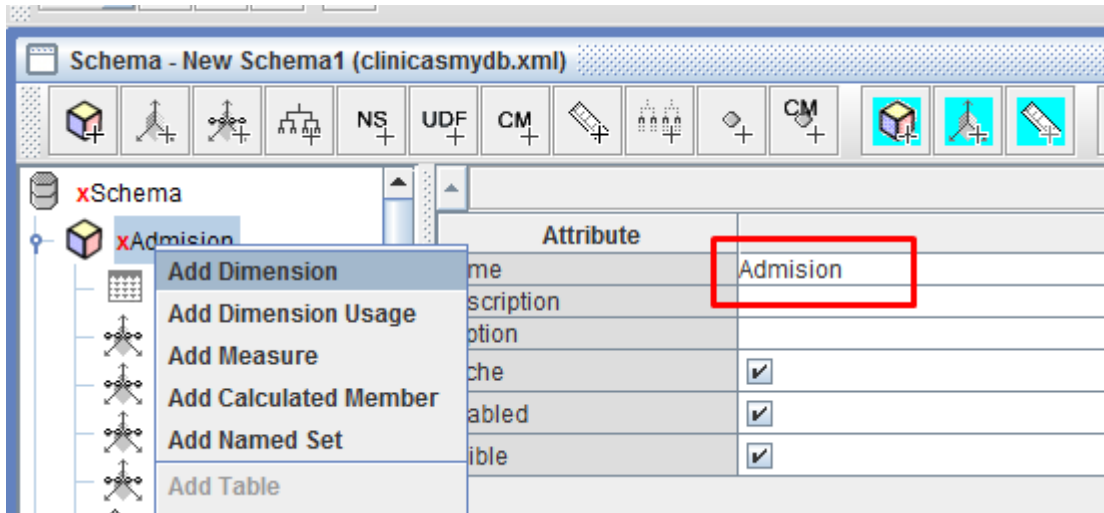 Schema - New Schema1 (clinicasmydb.xml)
NS UDF CM CM
xSchema
xAdmision
Attribute
me Admision
scription
ption
che
abled
ible
Add Dimension
Add Dimension Usage
Add Measure
Add Calculated Member
Add Named Set
Add Table